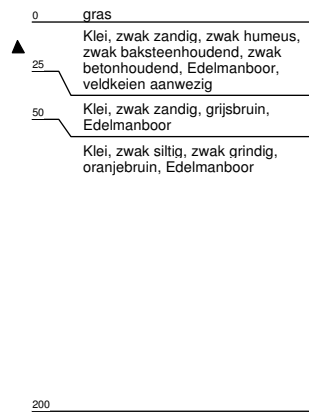 0 gras
Klei, zwak zandig, zwak humeus,
zwak baksteenhoudend, zwak
25 betonhoudend, Edelmanboor,
veldkeien aanwezig
50 Klei, zwak zandig, grijsbruin,
Edelmanboor
Klei, zwak siltig, zwak grindig,
oranjebruin, Edelmanboor
200